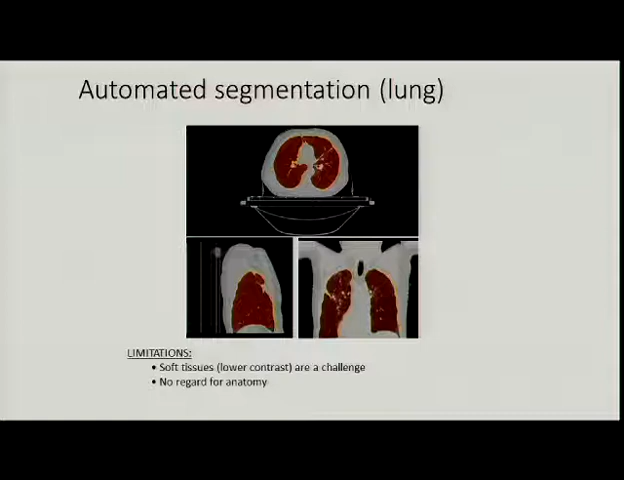 Automated segmentation (lung)
LIMITATIONS:
• Soft tissues (lower contrast) are a challenge
• No regard for anatomy